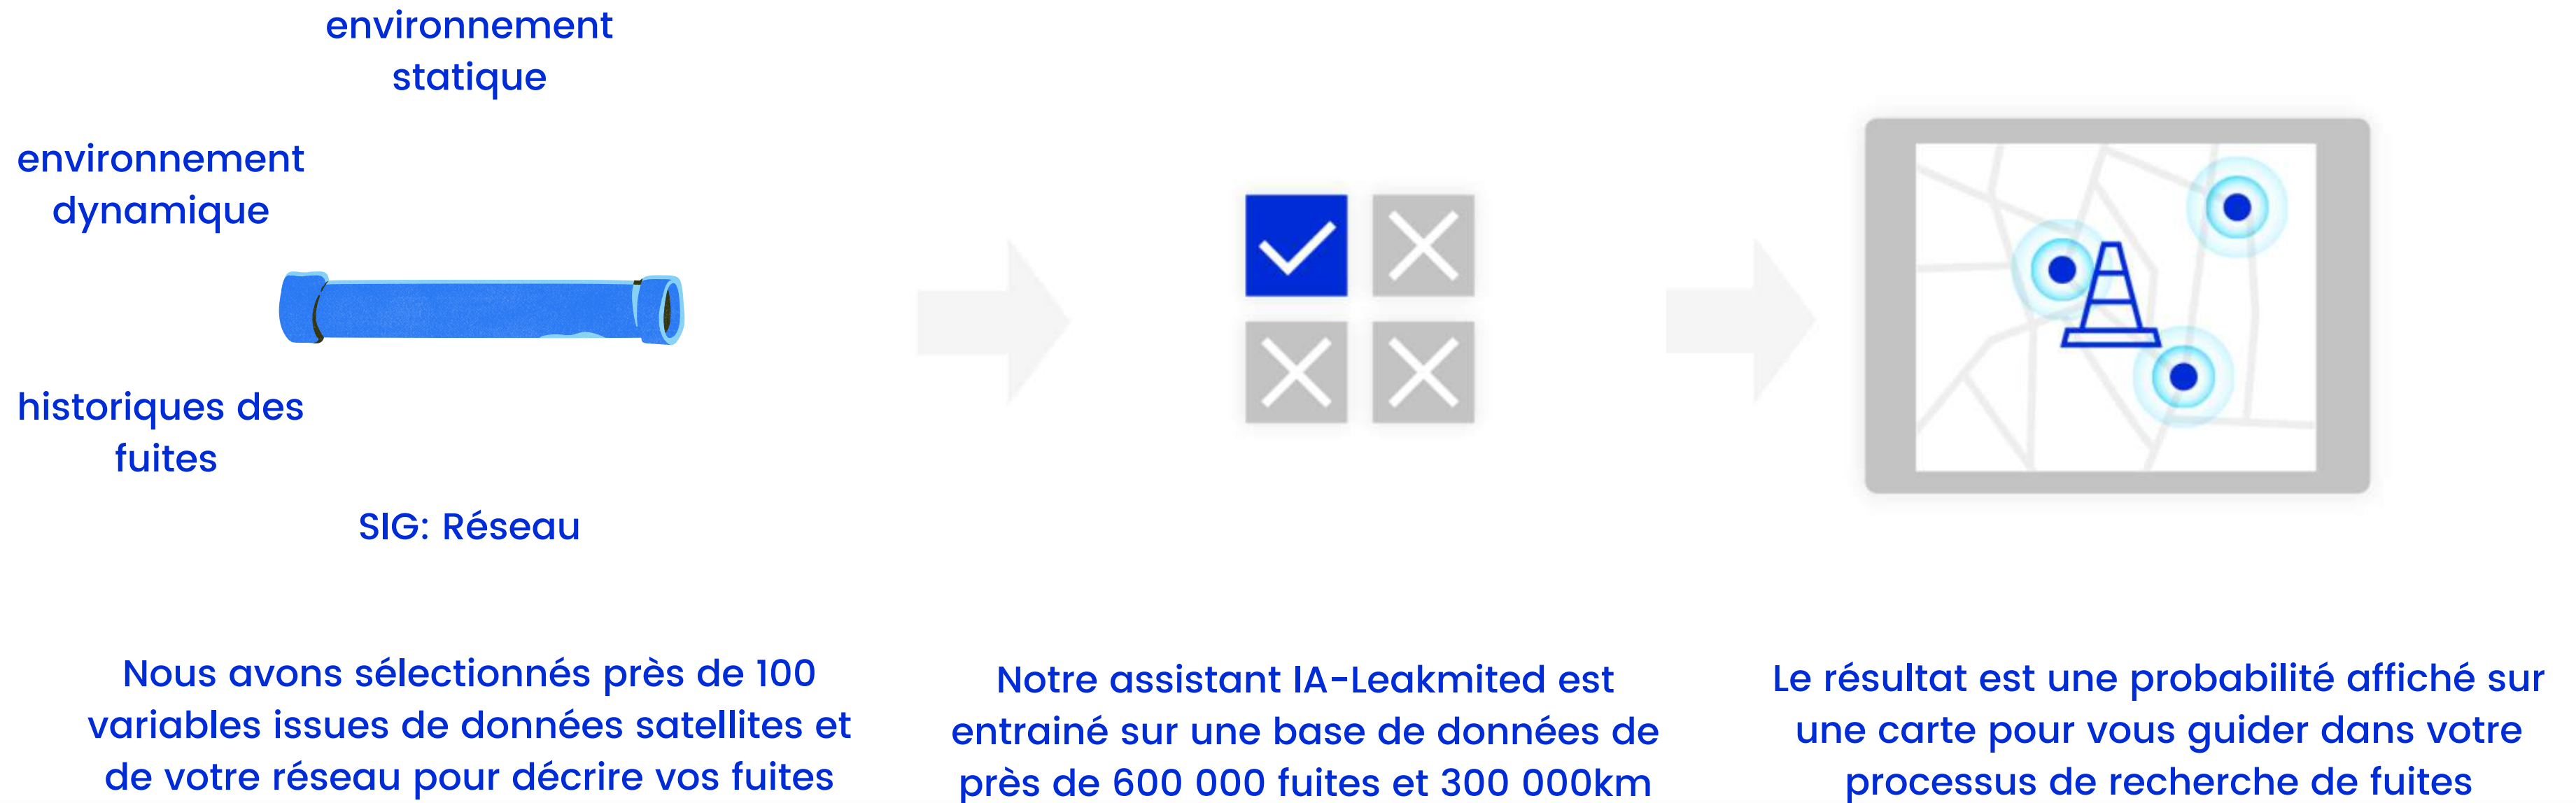 environnement
statique
environnement
dynamique
historiques des
fuites
SIG: Réseau
Nous avons sélectionnés près de 100
variables issues de données satellites et
de votre réseau pour décrire vos fuites
Notre assistant IA-Leakmited est
entrainé sur une base de données de
près de 600 000 fuites et 300 000km
Le résultat est une probabilité affiché sur
une carte pour vous guider dans votre
processus de recherche de fuites